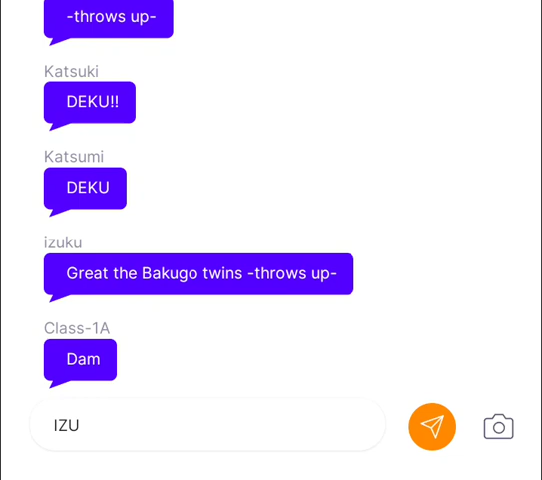 -throws up-
Katsuki
DEKU!!
Katsumi
DEKU
izuku
Great the Bakugo twins -throws up-
Class-1A
Dam
IZU